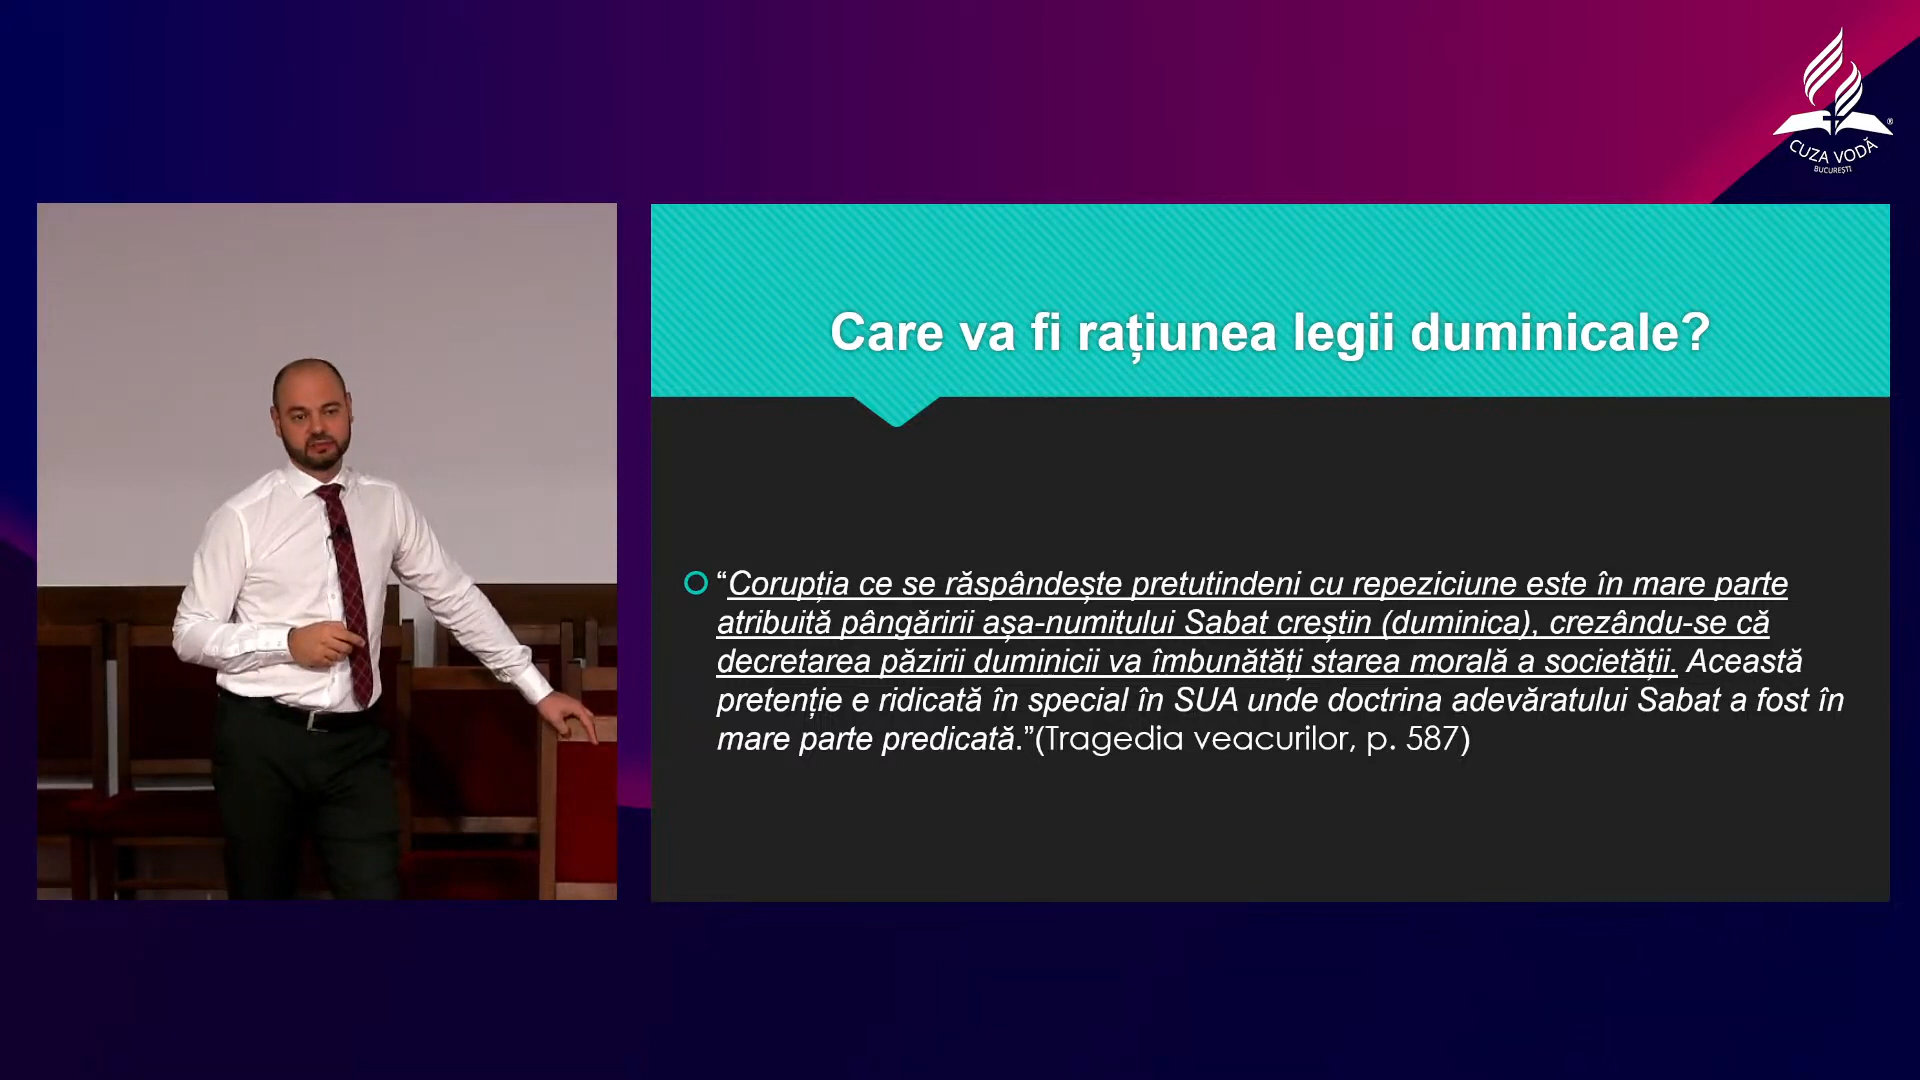 CUZA VODĂ
BUCUREȘTI
Care va fi rațiunea legii duminicale?
“Corupția ce se răspândește pretutindeni cu repeziciune este în mare parte
atribuită pângăririi așa-numitului Sabat creștin (duminica), crezându-se că
decretarea păzirii duminicii va îmbunătăți starea morală a societății. Această
pretenție e ridicată în special în SUA unde doctrina adevăratului Sabat a fost în
mare parte predicată.”(Tragedia veacurilor, p. 587)